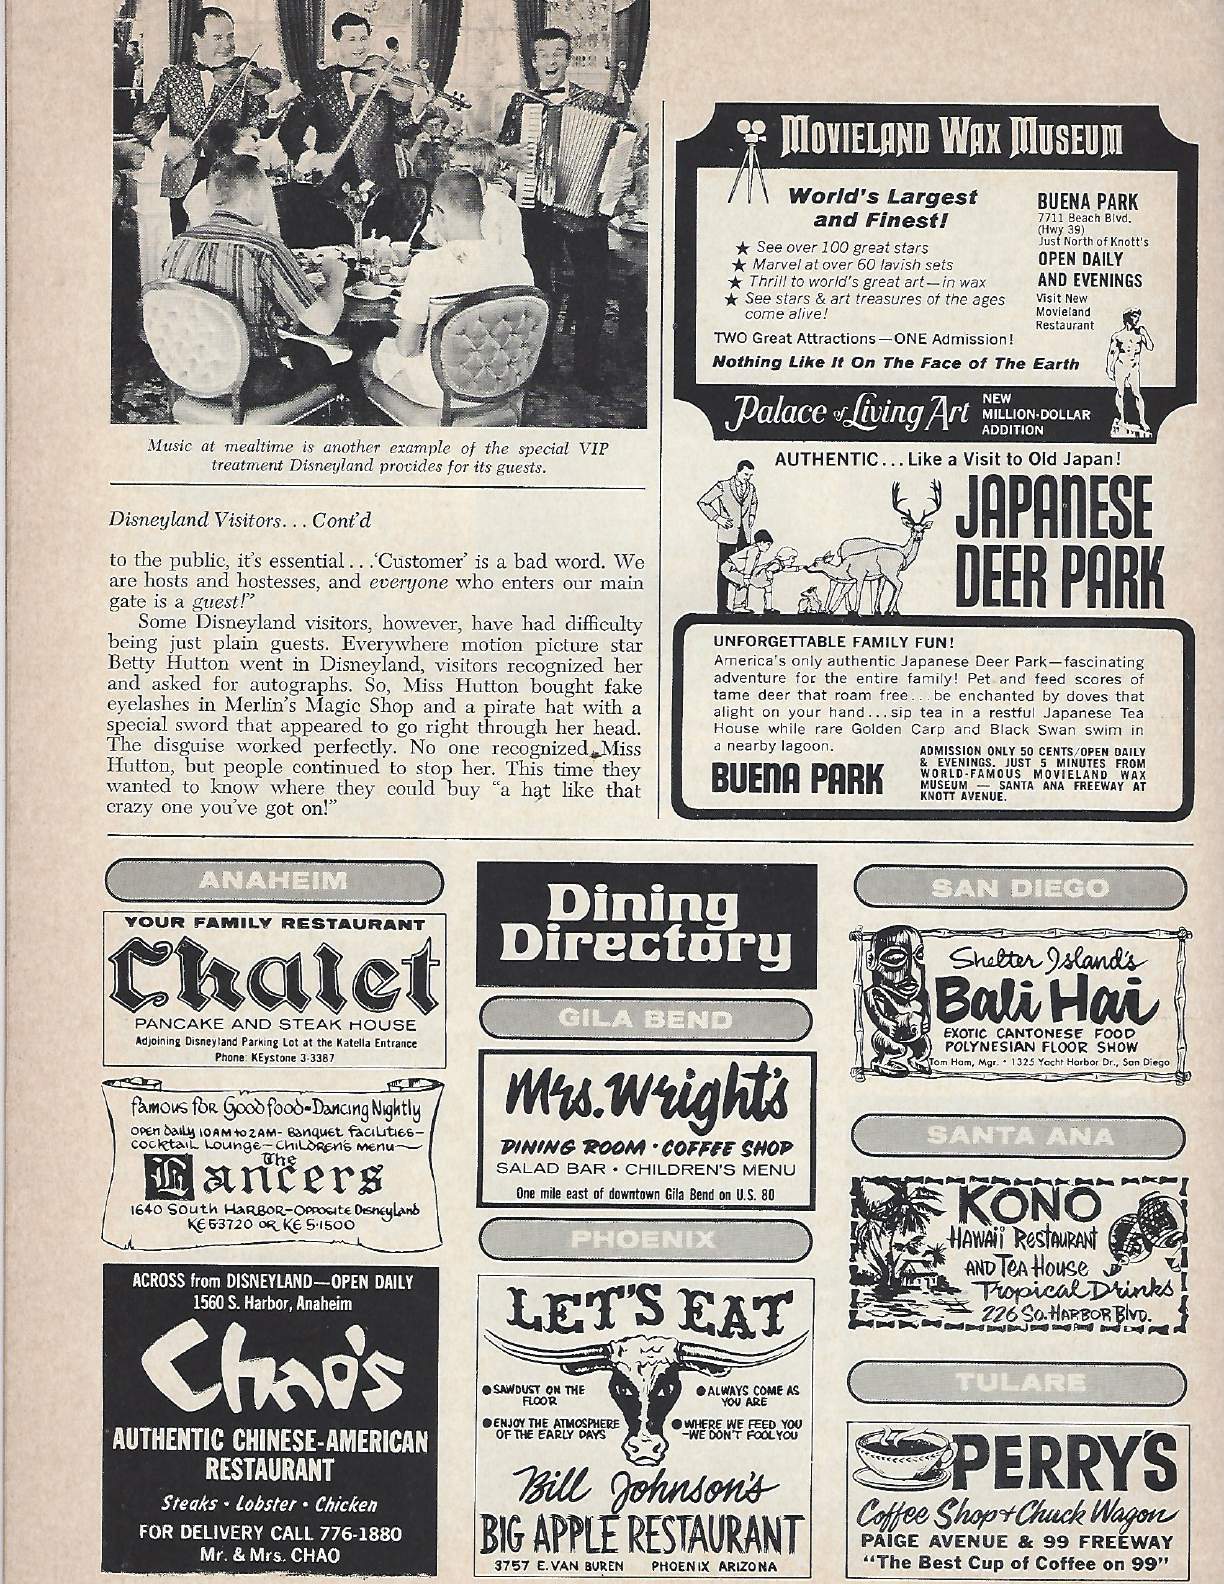 Music at mealtime is another example of the special VIP
treatment Disneyland provides for its guests.
Disneyland Visitors. . . Cont'd
to the public, it's essential. . .'Customer' is a bad word. We
are hosts and hostesses, and everyone who enters our main
gate is a guest!"
Some Disneyland visitors, however, have had difficulty
being just plain guests. Everywhere motion picture star
Betty Hutton went in Disneyland, visitors recognized her
and asked for autographs. So, Miss Hutton bought fake
eyelashes in Merlin's Magic Shop and a pirate hat with a
special sword that appeared to go right through her head.
The disguise worked perfectly. No one recognized Miss
Hutton, but people continued to stop her. This time they
wanted to know where they could buy "a hat like that
crazy one you've got on!"
MOVIELAND WAX MUSEUM
World's Largest
and Finest!
★ See over 100 great stars
★ Marvel at over 60 lavish sets
★ Thrill to world's great art—in wax
★ See stars & art treasures of the ages
come alive!
BUENA PARK
7711 Beach Blvd.
(Hwy 39)
Just North of Knott's
OPEN DAILY
AND EVENINGS
Visit New
Movieland
Restaurant
TWO Great Attractions—ONE Admission!
Nothing Like It On The Face of The Earth
Palace of Living Art
NEW
MILLION-DOLLAR
ADDITION
AUTHENTIC...Like a Visit to Old Japan!
JAPANESE
DEER PARK
UNFORGETTABLE FAMILY FUN!
America's only authentic Japanese Deer Park—fascinating
adventure for the entire family! Pet and feed scores of
tame deer that roam free...be enchanted by doves that
alight on your hand...sip tea in a restful Japanese Tea
House while rare Golden Carp and Black Swan swim in
a nearby lagoon.
BUENA PARK
ADMISSION ONLY 50 CENTS/OPEN DAILY
& EVENINGS. JUST 5 MINUTES FROM
WORLD-FAMOUS MOVIELAND WAX
MUSEUM — SANTA ANA FREEWAY AT
KNOTT AVENUE.
ANAHEIM
YOUR FAMILY RESTAURANT
Chalet
PANCAKE AND STEAK HOUSE
Adjoining Disneyland Parking Lot at the Katella Entrance
Phone: KEystone 3-3387
famous for Good food-Dancing Nightly
open daily 10AM to 2AM- Banquet facilities-
cocktail Lounge-Children's menu-
The
Lancers
1640 South Harbor-Opposite Disneyland
KE 5-3720 or KE 5-1500
ACROSS from DISNEYLAND—OPEN DAILY
1560 S. Harbor, Anaheim
Chao's
AUTHENTIC CHINESE-AMERICAN
RESTAURANT
Steaks • Lobster • Chicken
FOR DELIVERY CALL 776-1880
Mr. & Mrs. CHAO
Dining
Directory
GILA BEND
Mrs. Wright's
DINING ROOM • COFFEE SHOP
SALAD BAR • CHILDREN'S MENU
One mile east of downtown Gila Bend on U.S. 80
PHOENIX
LET'S EAT
● SAWDUST ON THE
FLOOR
● ENJOY THE ATMOSPHERE
OF THE EARLY DAYS
● ALWAYS COME AS
YOU ARE
● WHERE WE FEED YOU
-WE DON'T FOOL YOU
Bill Johnson's
BIG APPLE RESTAURANT
3757 E. VAN BUREN PHOENIX ARIZONA
SAN DIEGO
Shelter Island's
Bali Hai
EXOTIC CANTONESE FOOD
POLYNESIAN FLOOR SHOW
Tom Ham, Mgr. • 1325 Yacht Harbor Dr., San Diego
SANTA ANA
KONO
HAWAII RESTAURANT
AND TEA HOUSE
Tropical Drinks
226 So. HARBOR BLVD.
TULARE
PERRY'S
Coffee Shop & Chuck Wagon
PAIGE AVENUE & 99 FREEWAY
"The Best Cup of Coffee on 99"